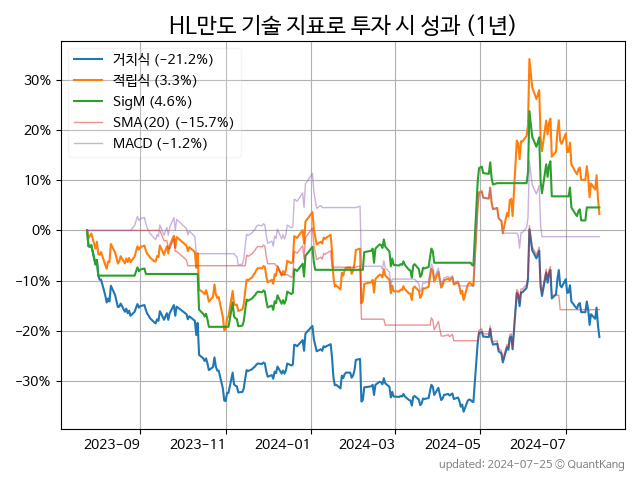 HL만도 기술 지표로 투자 시 성과 (1년)
거치식 (−21.2%)
적립식 (3.3%)
SigM (4.6%)
SMA(20) (−15.7%)
MACD (−1.2%)
30%
20%
10%
0%
−10%
−20%
−30%
2023-09 2023-11 2024-01 2024-03 2024-05 2024-07
updated: 2024-07-25 © QuantKang